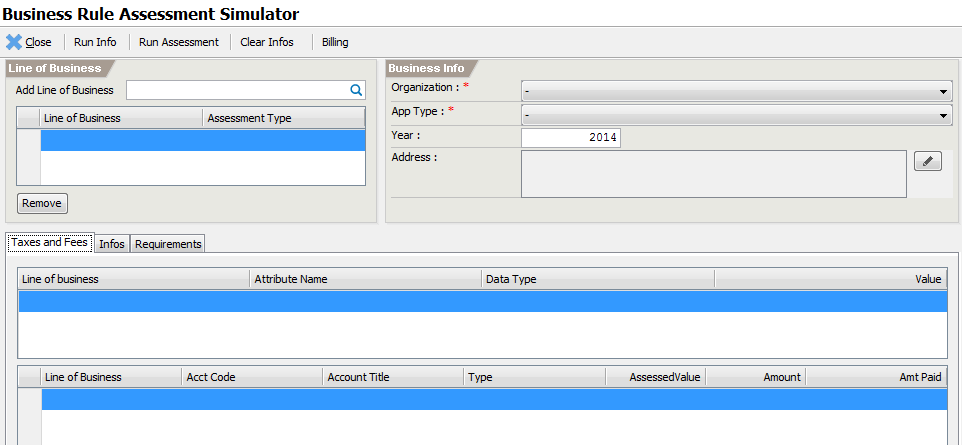 Business Rule Assessment Simulator
Close Run Info Run Assessment Clear Infos Billing
Line of Business
Add Line of Business
Line of Business Assessment Type
Remove
Business Info
Organization : * -
App Type : * -
Year : 2014
Address :
Taxes and Fees Infos Requirements
Line of business Attribute Name Data Type Value
Line of Business Acct Code Account Title Type AssessedValue Amount Amt Paid